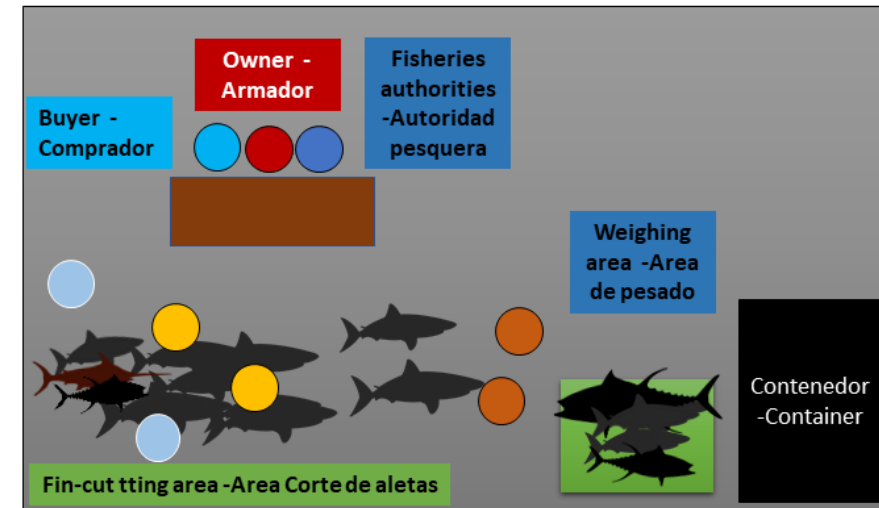 Owner -
Armador
Fisheries
authorities
-Autoridad
pesquera
Buyer -
Comprador
Weighing
area -Area
de pesado
Contenedor
-Container
Fin-cut tting area -Area Corte de aletas